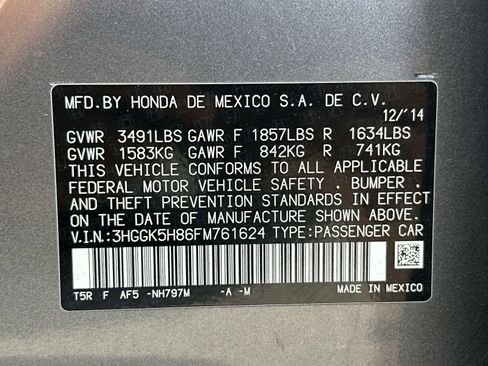 MFD.BY HONDA DE MEXICO S.A. DE C.V.
12/'14
GVWR 3491LBS GAWR F 1857LBS R 1634LBS
GVWR 1583KG GAWR F 842KG R 741KG
THIS VEHICLE CONFORMS TO ALL APPLICABLE
FEDERAL MOTOR VEHICLE SAFETY . BUMPER .
AND THEFT PREVENTION STANDARDS IN EFFECT
ON THE DATE OF MANUFACTURE SHOWN ABOVE.
V.I.N.:3HGGK5H86FM761624 TYPE:PASSENGER CAR
T5R F AF5 -NH797M -A -M MADE IN MEXICO